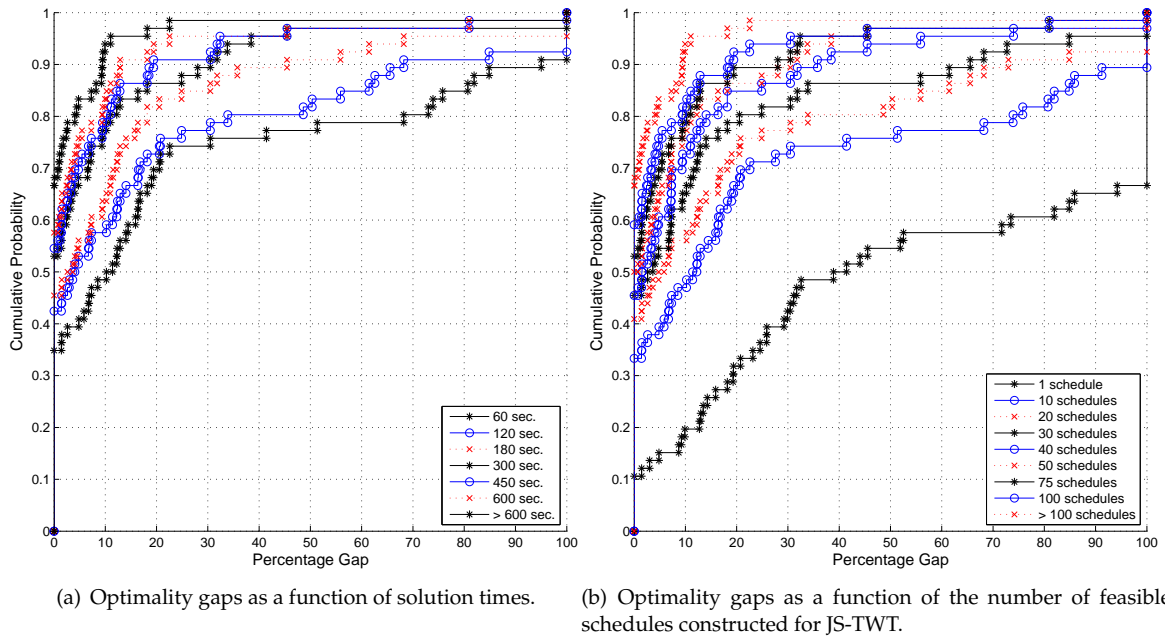 1
0.9
0.8
0.7
0.6
0.5
0.4
0.3
0.2
0.1
0
Cumulative Probability
0 10 20 30 40 50 60 70 80 90 100
Percentage Gap
60 sec.
120 sec.
180 sec.
300 sec.
450 sec.
600 sec.
> 600 sec.
(a) Optimality gaps as a function of solution times.
1
0.9
0.8
0.7
0.6
0.5
0.4
0.3
0.2
0.1
0
Cumulative Probability
0 10 20 30 40 50 60 70 80 90 100
Percentage Gap
1 schedule
10 schedules
20 schedules
30 schedules
40 schedules
50 schedules
75 schedules
100 schedules
> 100 schedules
(b) Optimality gaps as a function of the number of feasible
schedules constructed for JS-TWT.